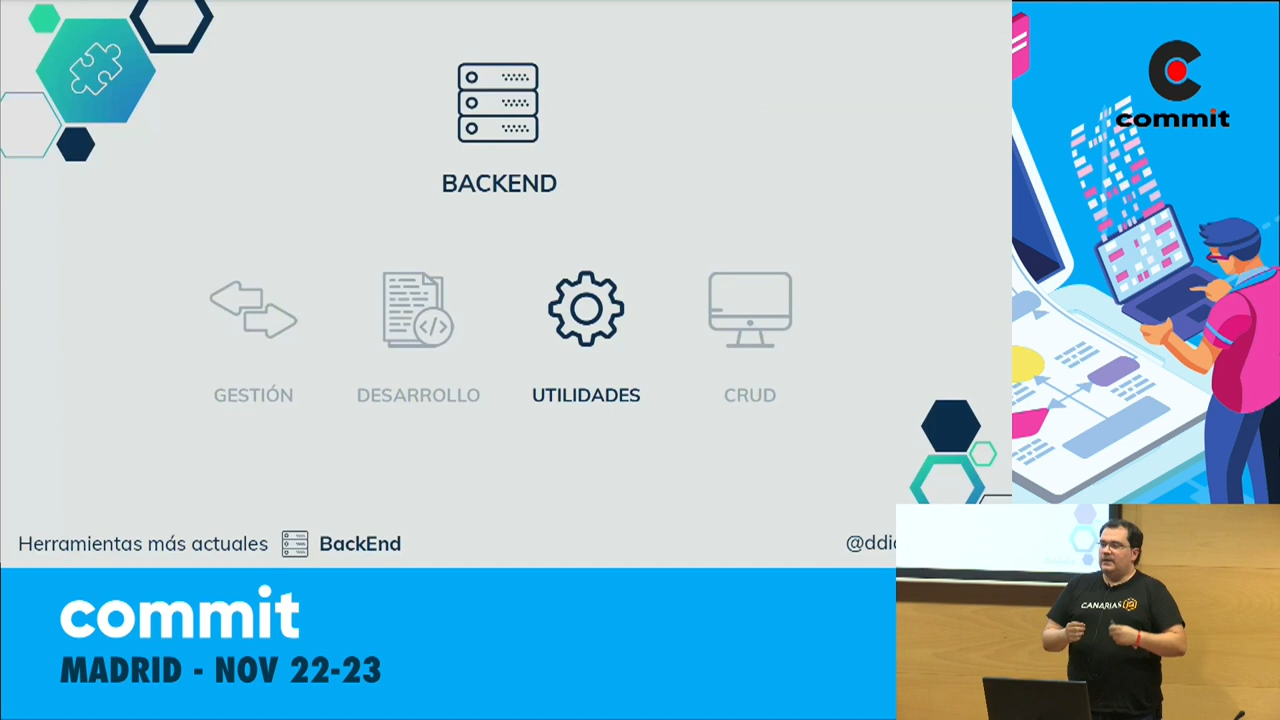 commit
BACKEND
GESTIÓN
DESARROLLO
UTILIDADES
CRUD
Herramientas más actuales
BackEnd
commit
MADRID - NOV 22-23
CANARIAS